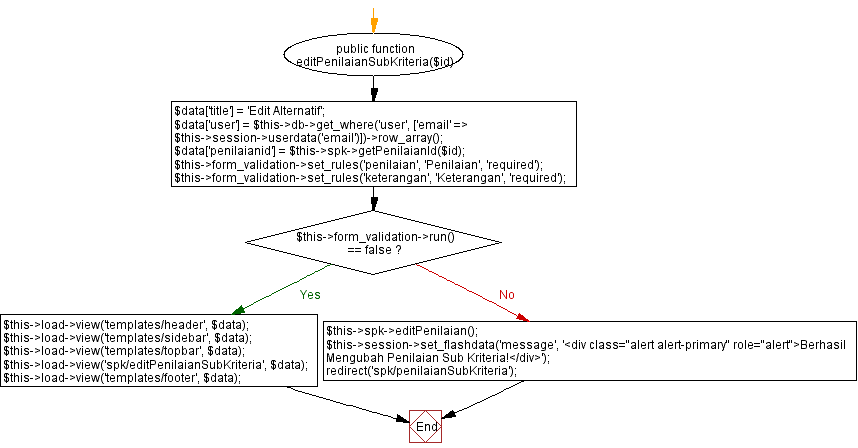 public function
editPenilaianSubKriteria($id)
$data['title'] = 'Edit Alternatif';
$data['user'] = $this->db->get_where('user', ['email' =>
$this->session->userdata('email')])->row_array();
$data['penilaianid'] = $this->spk->getPenilaianId($id);
$this->form_validation->set_rules('penilaian', 'Penilaian', 'required');
$this->form_validation->set_rules('keterangan', 'Keterangan', 'required');
$this->form_validation->run()
== false ?
Yes
No
$this->load->view('templates/header', $data);
$this->load->view('templates/sidebar', $data);
$this->load->view('templates/topbar', $data);
$this->load->view('spk/editPenilaianSubKriteria', $data);
$this->load->view('templates/footer', $data);
$this->spk->editPenilaian();
$this->session->set_flashdata('message', '<div class="alert alert-primary" role="alert">Berhasil
Mengubah Penilaian Sub Kriteria!</div>');
redirect('spk/penilaianSubKriteria');
End